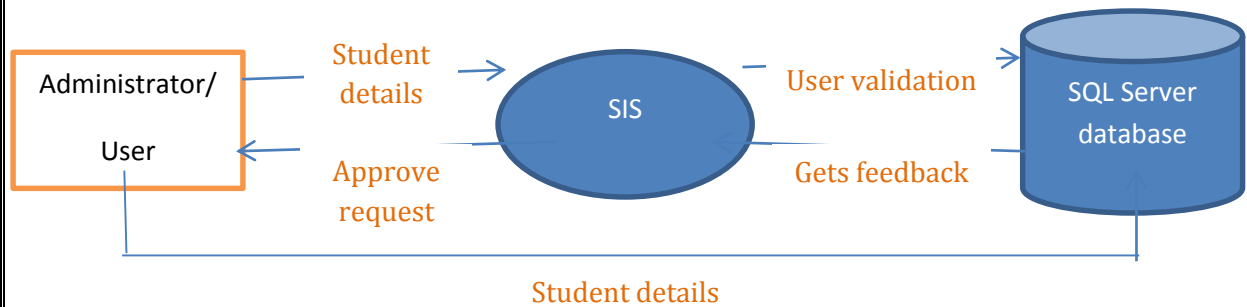 Administrator/
User
Student
details
Approve
request
SIS
User validation
Gets feedback
SQL Server
database
Student details